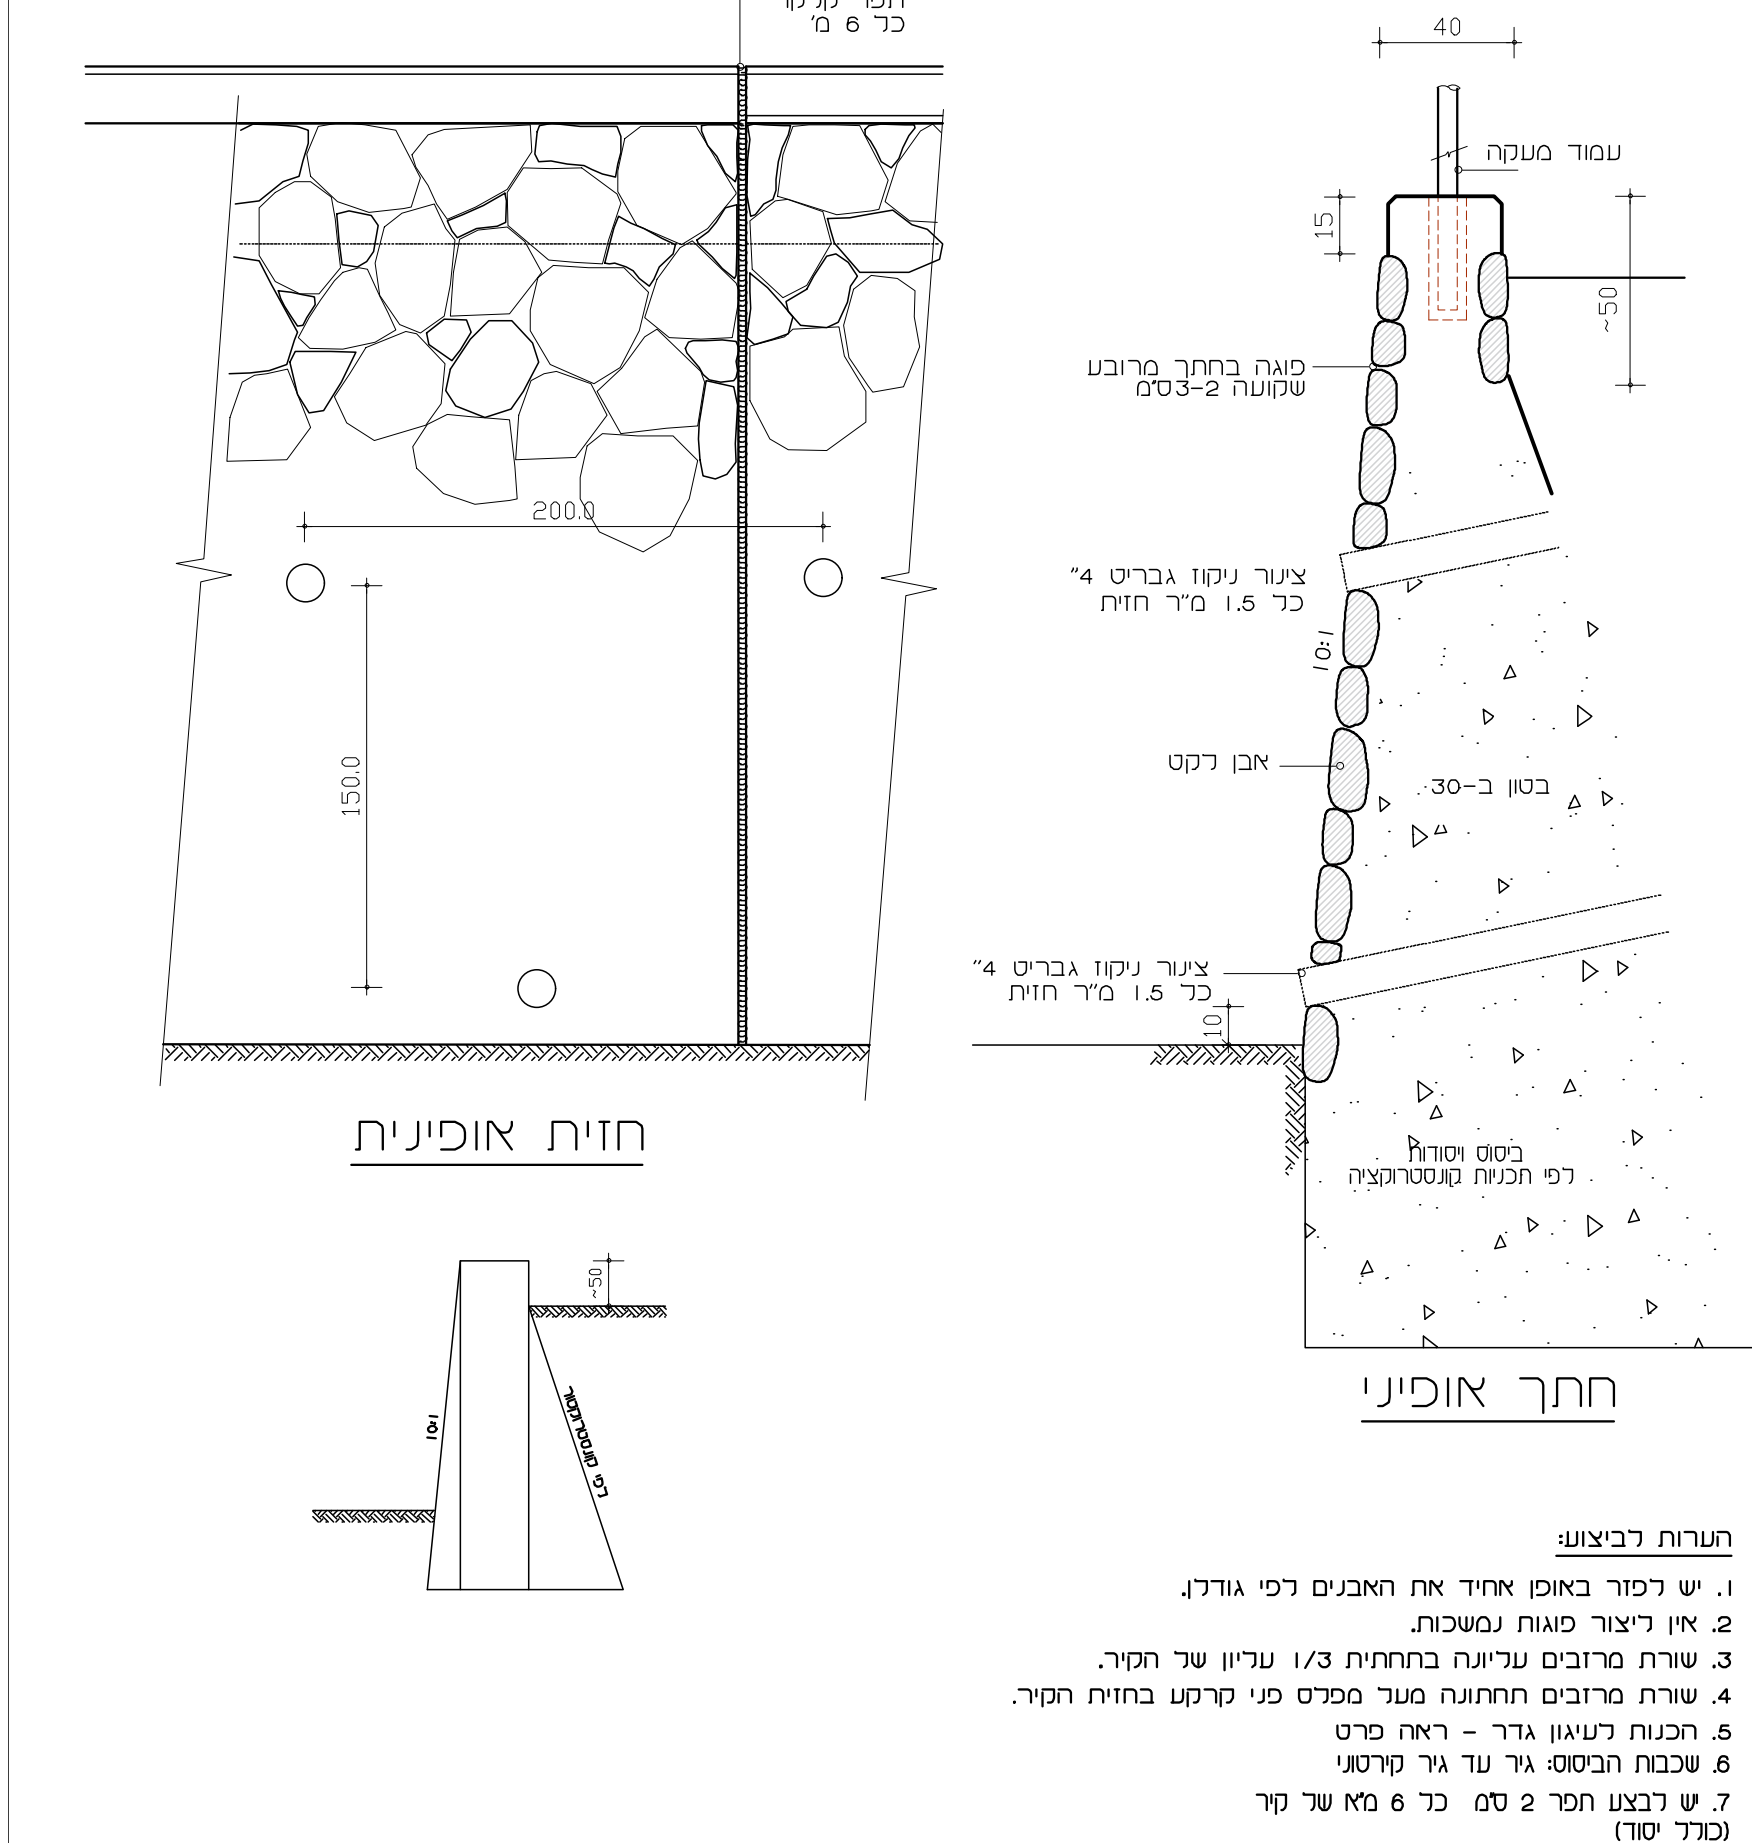 כל 6 מ'
200.0
150.0
חזית אופינית
~50
10:1
לפי קונסטרוקטור
40
עמוד מעקה
15
~50
פוגה בחתך מרובע
שקועה 3-2ס"מ
צינור ניקוז גבריט 4"
כל 1.5 מ"ר חזית
10:1
אבן לקט
בטון ב-30
צינור ניקוז גבריט 4"
כל 1.5 מ"ר חזית
10
ביסוס ויסודות
לפי תכניות קונסטרוקציה
חתך אופיני
הערות לביצוע:
1. יש לפזר באופן אחיד את האבנים לפי גודלן.
2. אין ליצור פוגות נמשכות.
3. שורת מרזבים עליונה בתחתית 1/3 עליון של הקיר.
4. שורת מרזבים תחתונה מעל מפלס פני קרקע בחזית הקיר.
5. הכנות לעיגון גדר - ראה פרט
6. שכבות הביסוס: גיר עד גיר קירטוני
7. יש לבצע תפר 2 ס"מ כל 6 מ"א של קיר
(כולל יסוד)